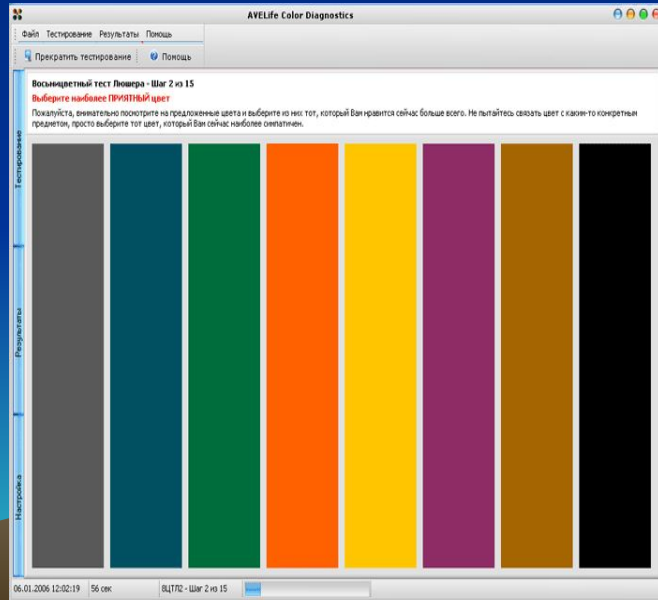 AVELife Color Diagnostics
Файл Тестирование Результаты Помощь
Прекратить тестирование Помощь
Восьмицветный тест Люшера - Шаг 2 из 15
Выберите наиболее ПРИЯТНЫЙ цвет
Пожалуйста, внимательно посмотрите на предложенные цвета и выберите из них тот, который Вам нравится сейчас больше всего. Не пытайтесь связать цвет с каким-то конкретным
предметом, просто выберите тот цвет, который Вам сейчас наиболее симпатичен.
Тестирование
Результаты
Настройка
06.01.2006 12:02:19 56 сек 8ЦТЛ2 - Шаг 2 из 15